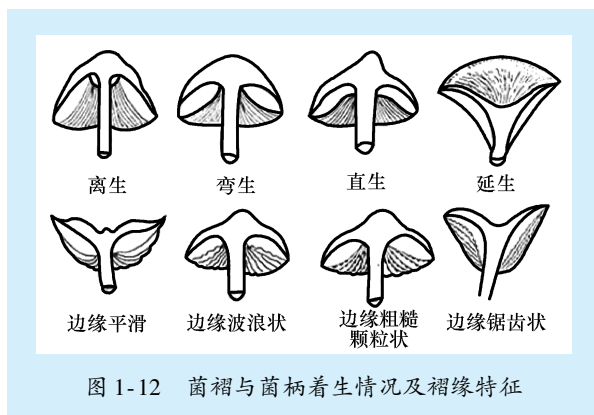 离生 弯生 直生 延生
边缘平滑 边缘波浪状 边缘粗糙 边缘锯齿状
颗粒状
图 1-12 菌褶与菌柄着生情况及褶缘特征